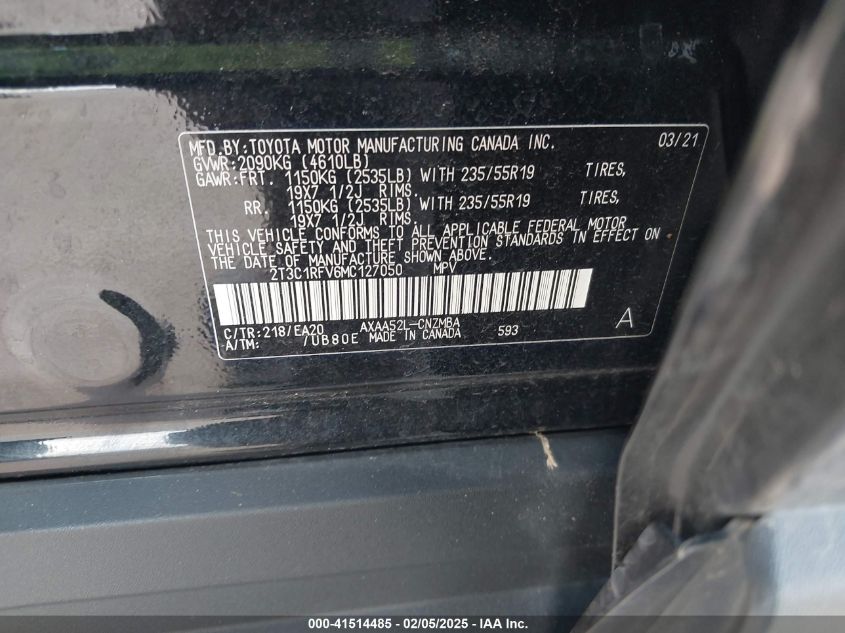 MFD.BY:TOYOTA MOTOR MANUFACTURING CANADA INC. 03/21
GVWR:2090KG (4610LB)
GAWR:FRT. 1150KG (2535LB) WITH 235/55R19 TIRES,
19X7 1/2J RIMS.
RR. 1150KG (2535LB) WITH 235/55R19 TIRES,
19X7 1/2J RIMS.
THIS VEHICLE CONFORMS TO ALL APPLICABLE FEDERAL MOTOR
VEHICLE SAFETY AND THEFT PREVENTION STANDARDS IN EFFECT ON
THE DATE OF MANUFACTURE SHOWN ABOVE.
2T3C1RFV6MC127050 MPV
C/TR:218/EA20 AXAA52L-CNZMBA
A/TM: /UB80E MADE IN CANADA 593 A
000-41514485 - 02/05/2025 - IAA Inc.